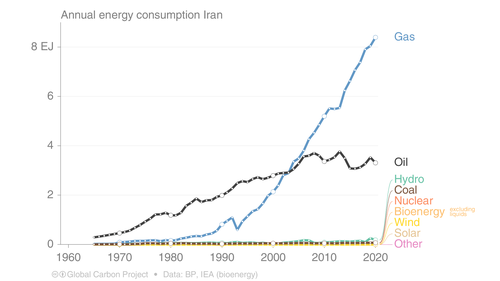 Annual energy consumption Iran
8 EJ
Gas
6
4
Oil
Hydro
Coal
2
Nuclear
Bioenergy excluding liquids
Wind
Solar
0
Other
1960 1970 1980 1990 2000 2010 2020
Global Carbon Project • Data: BP, IEA (bioenergy)